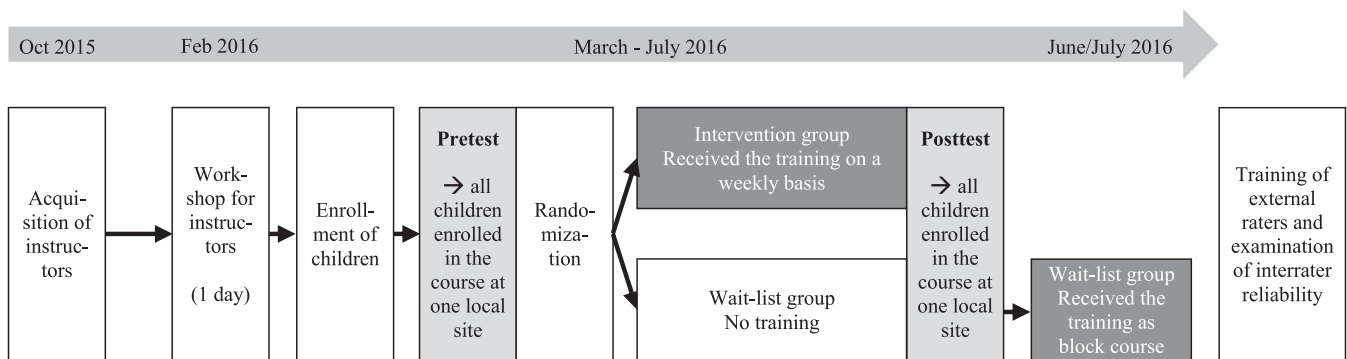 Oct 2015
Feb 2016
March - July 2016
June/July 2016
Acqui-
sition of
instruc-
tors
Work-
shop for
instruc-
tors
(1 day)
Enroll-
ment of
children
Pretest
→ all
children
enrolled
in the
course at
one local
site
Rando-
mization
Intervention group
Received the training on a
weekly basis
Wait-list group
No training
Posttest
→ all
children
enrolled
in the
course at
one local
site
Wait-list group
Received the
training as
block course
Training of
external
raters and
examination
of interrater
reliability